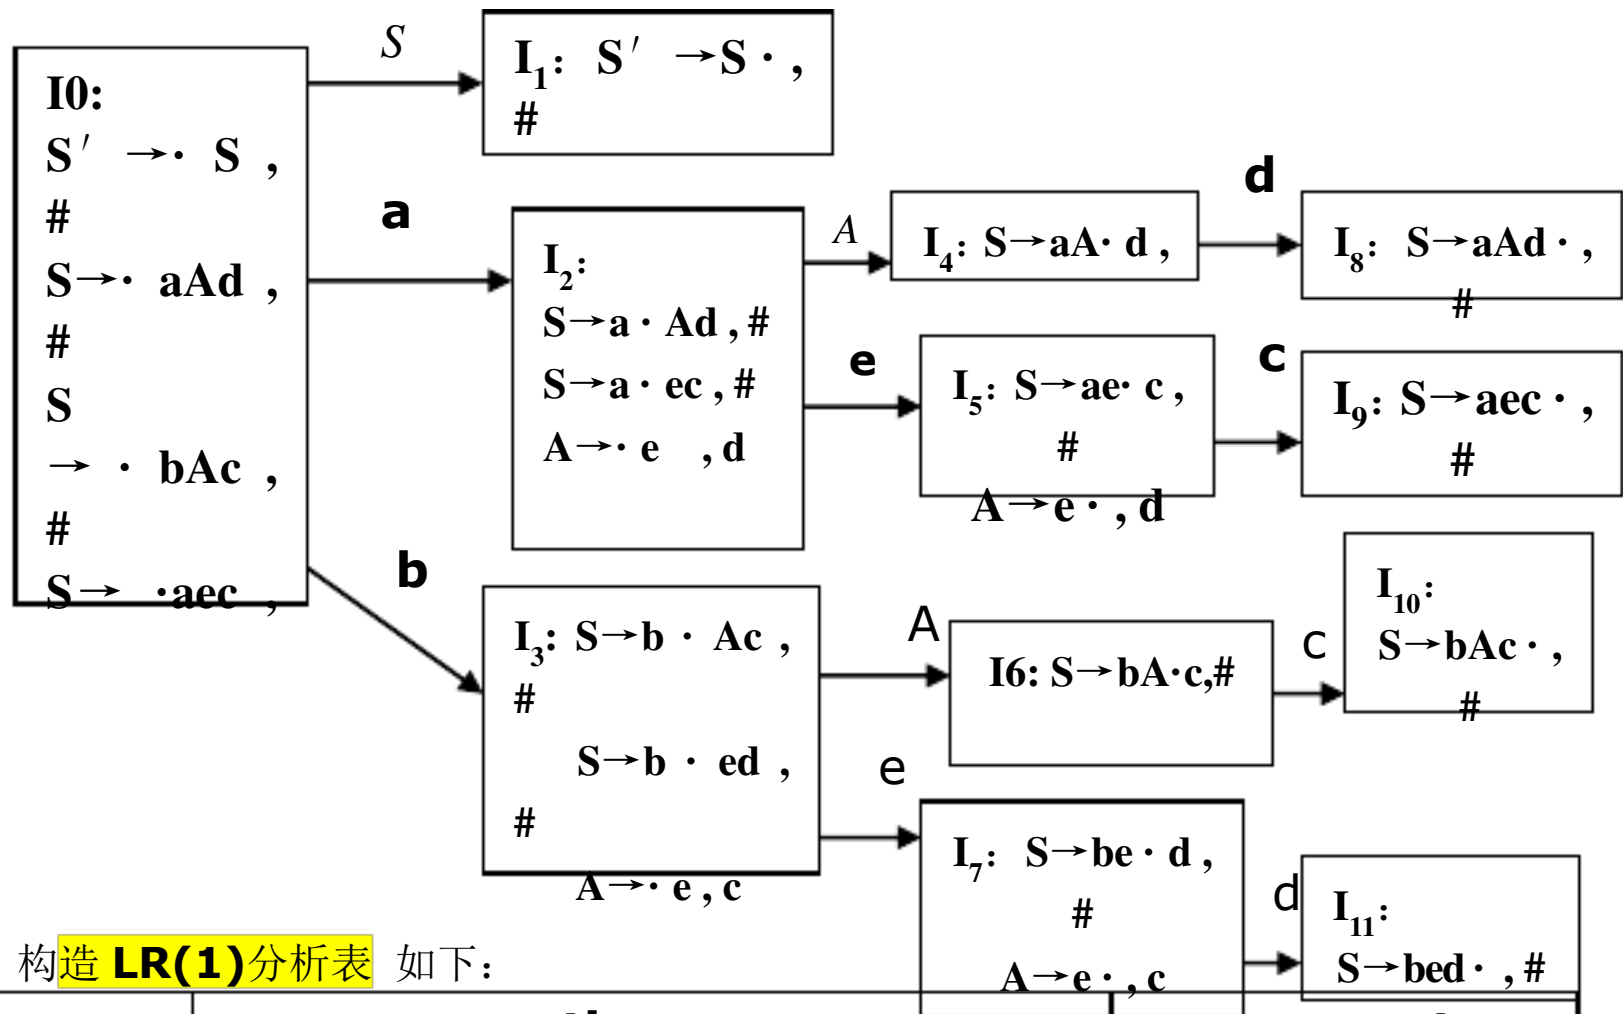 S
I1: S′ →S · ,
#
I0:
S′ →· S ,
#
S→· aAd ,
#
S
→ · bAc ,
#
S→ ·aec ,
a
I2:
S→a · Ad , #
S→a · ec , #
A→· e , d
A
I4: S→aA· d ,
d
I8: S→aAd · ,
#
e
I5: S→ae· c ,
#
A→e · , d
c
I9: S→aec · ,
#
b
I3: S→b · Ac ,
#
S→b · ed ,
#
A→· e , c
A
I6: S→bA·c,#
c
I10:
S→bAc · ,
#
e
I7: S→be · d ,
#
A→e · , c
d
I11:
S→bed · , #
构造 LR(1)分析表 如下：